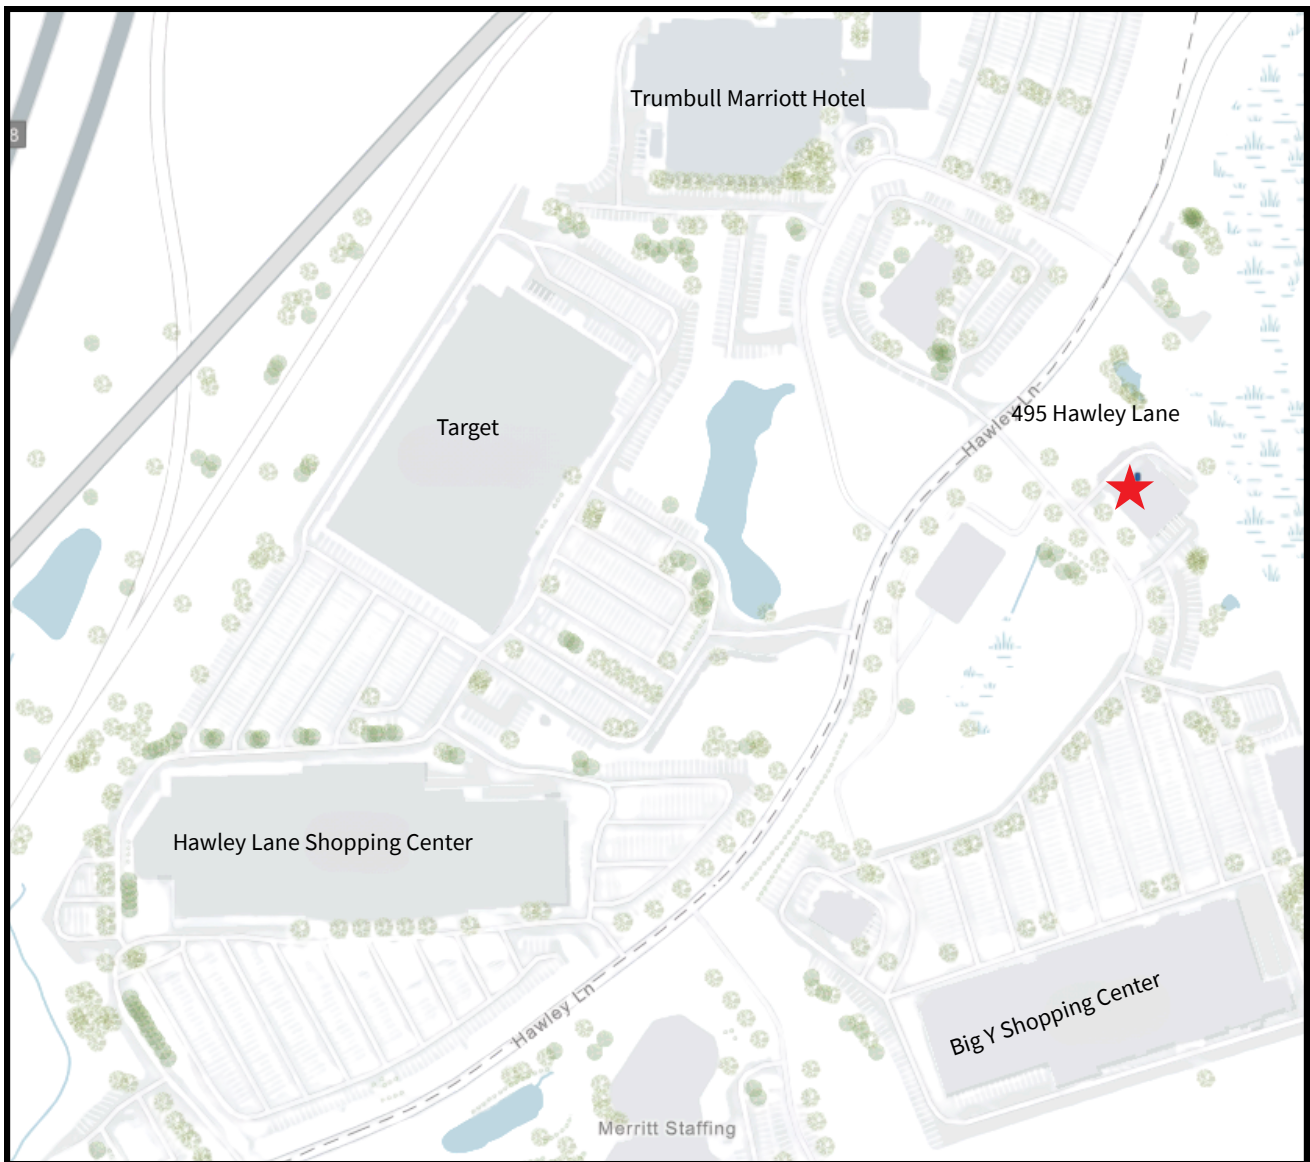 Trumbull Marriott Hotel
8
495 Hawley Lane
Hawley Ln
Target
Hawley Lane Shopping Center
Big Y Shopping Center
Hawley Ln
Merritt Staffing